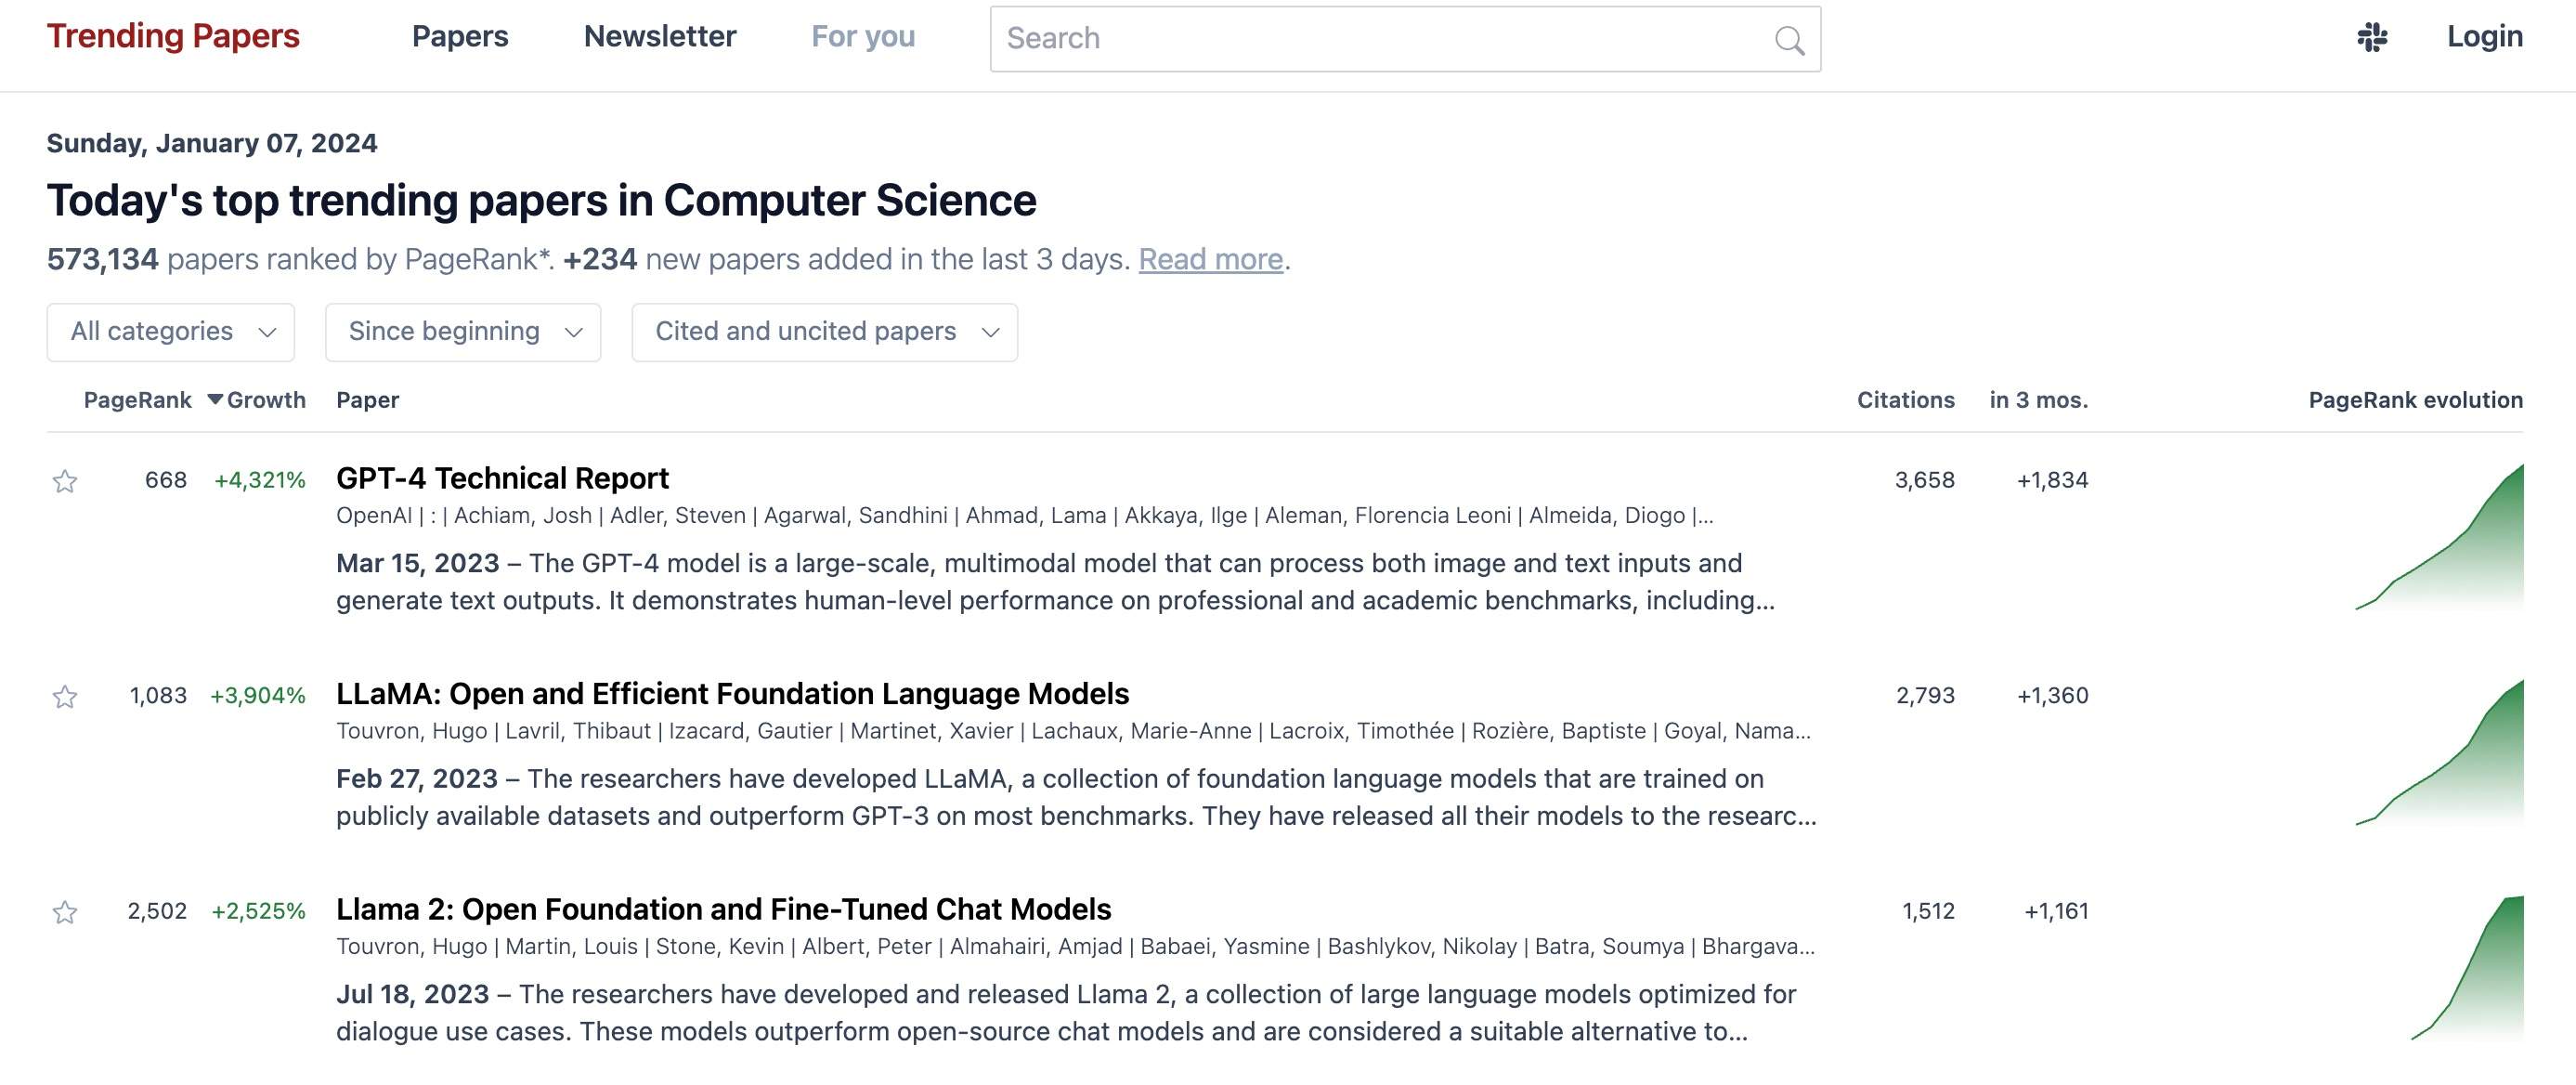 Trending Papers Papers Newsletter For you Search Login
Sunday, January 07, 2024
Today's top trending papers in Computer Science
573,134 papers ranked by PageRank*. +234 new papers added in the last 3 days. Read more.
All categories Since beginning Cited and uncited papers
PageRank Growth Paper Citations in 3 mos. PageRank evolution
668 +4,321% GPT-4 Technical Report 3,658 +1,834
OpenAI | : | Achiam, Josh | Adler, Steven | Agarwal, Sandhini | Ahmad, Lama | Akkaya, Ilge | Aleman, Florencia Leoni | Almeida, Diogo |...
Mar 15, 2023 – The GPT-4 model is a large-scale, multimodal model that can process both image and text inputs and
generate text outputs. It demonstrates human-level performance on professional and academic benchmarks, including...
1,083 +3,904% LLaMA: Open and Efficient Foundation Language Models 2,793 +1,360
Touvron, Hugo | Lavril, Thibaut | Izacard, Gautier | Martinet, Xavier | Lachaux, Marie-Anne | Lacroix, Timothée | Rozière, Baptiste | Goyal, Nama...
Feb 27, 2023 – The researchers have developed LLaMA, a collection of foundation language models that are trained on
publicly available datasets and outperform GPT-3 on most benchmarks. They have released all their models to the researc...
2,502 +2,525% Llama 2: Open Foundation and Fine-Tuned Chat Models 1,512 +1,161
Touvron, Hugo | Martin, Louis | Stone, Kevin | Albert, Peter | Almahairi, Amjad | Babaei, Yasmine | Bashlykov, Nikolay | Batra, Soumya | Bhargava...
Jul 18, 2023 – The researchers have developed and released Llama 2, a collection of large language models optimized for
dialogue use cases. These models outperform open-source chat models and are considered a suitable alternative to...